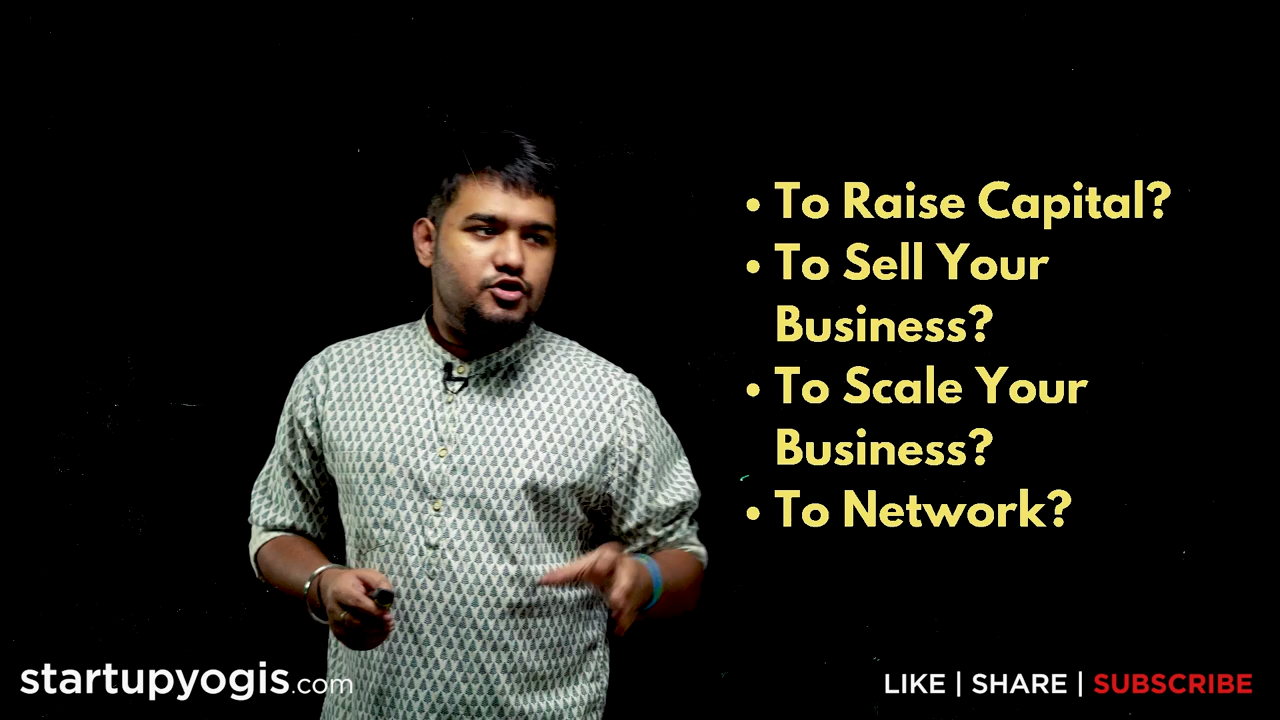 • To Raise Capital?
• To Sell Your
Business?
• To Scale Your
Business?
• To Network?
startupyogis.com
LIKE | SHARE | SUBSCRIBE